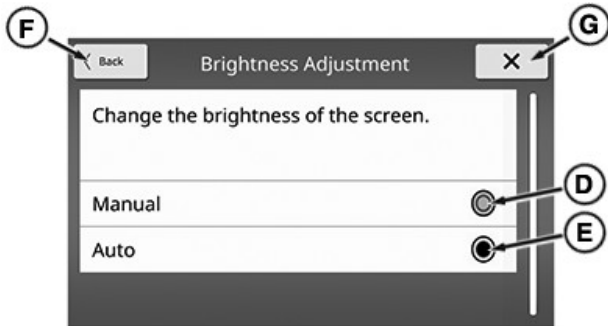 F
G
Back
Brightness Adjustment
Change the brightness of the screen.
Manual
D
Auto
E